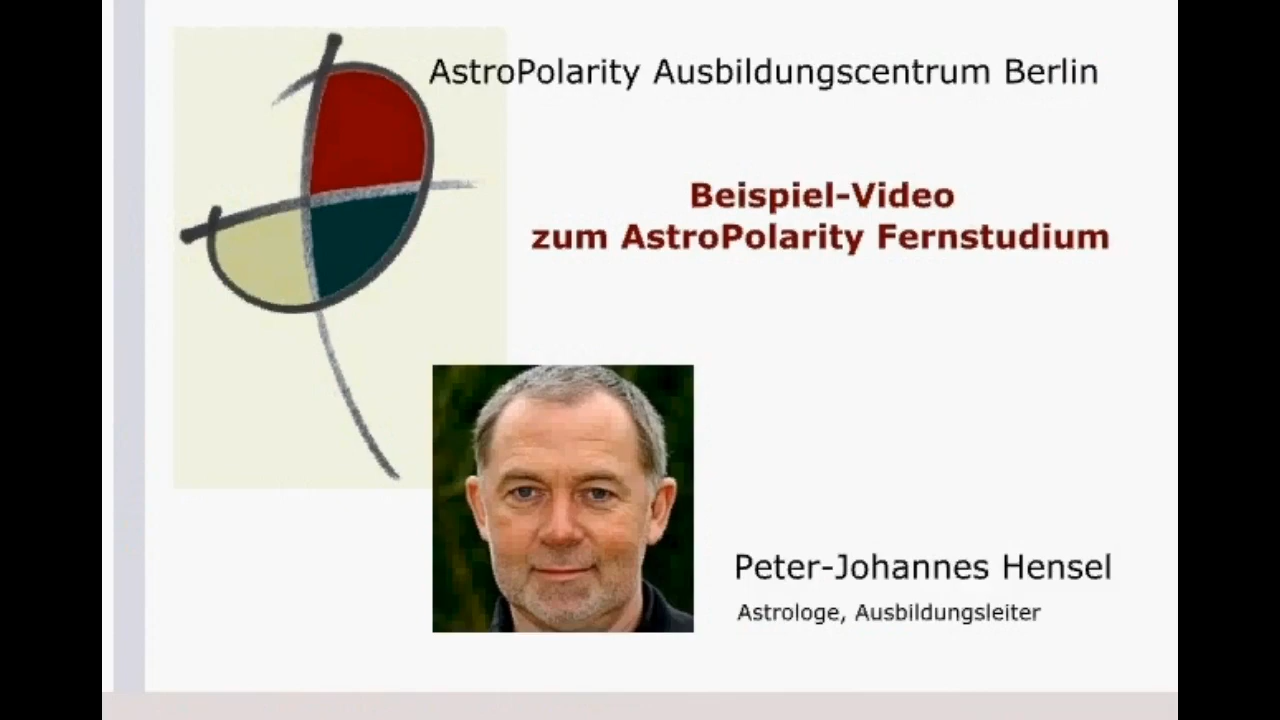 AstroPolarity Ausbildungscentrum Berlin
Beispiel-Video
zum AstroPolarity Fernstudium
Peter-Johannes Hensel
Astrologe, Ausbildungsleiter